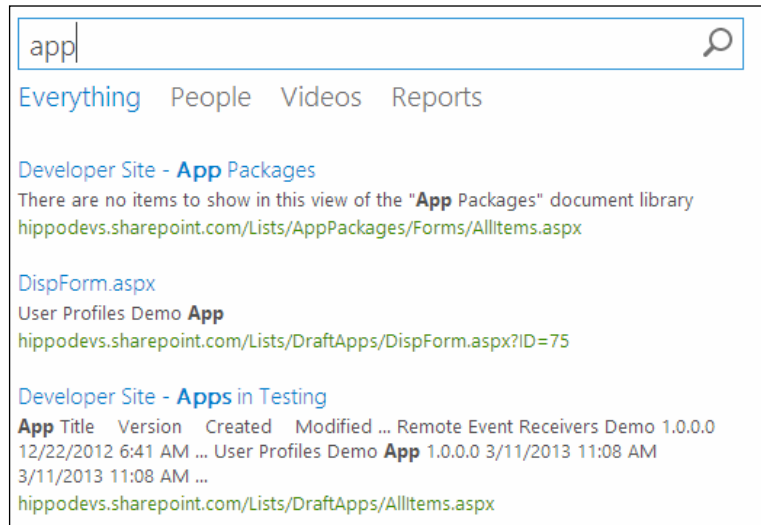 app
Everything People Videos Reports
Developer Site - App Packages
There are no items to show in this view of the "App Packages" document library
hippodevs.sharepoint.com/Lists/AppPackages/Forms/AllItems.aspx
DispForm.aspx
User Profiles Demo App
hippodevs.sharepoint.com/Lists/DraftApps/DispForm.aspx?ID=75
Developer Site - Apps in Testing
App Title Version Created Modified ... Remote Event Receivers Demo 1.0.0.0
12/22/2012 6:41 AM ... User Profiles Demo App 1.0.0.0 3/11/2013 11:08 AM
3/11/2013 11:08 AM ...
hippodevs.sharepoint.com/Lists/DraftApps/AllItems.aspx